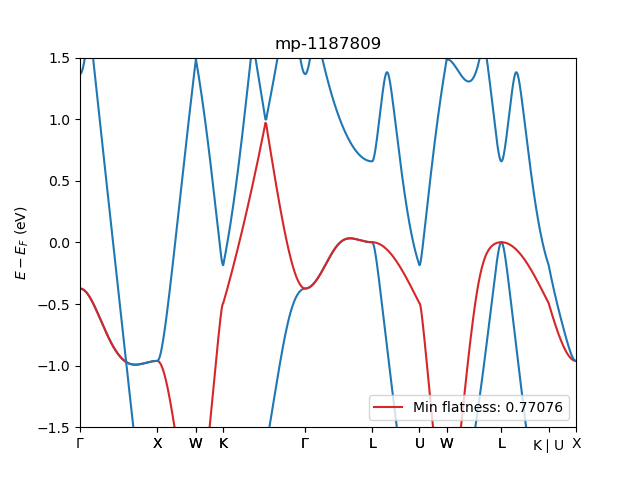 mp-1187809
E − E_F (eV)
1.5
1.0
0.5
0.0
−0.5
−1.0
−1.5
Min flatness: 0.77076
Γ X W K Γ L U W L K | U X